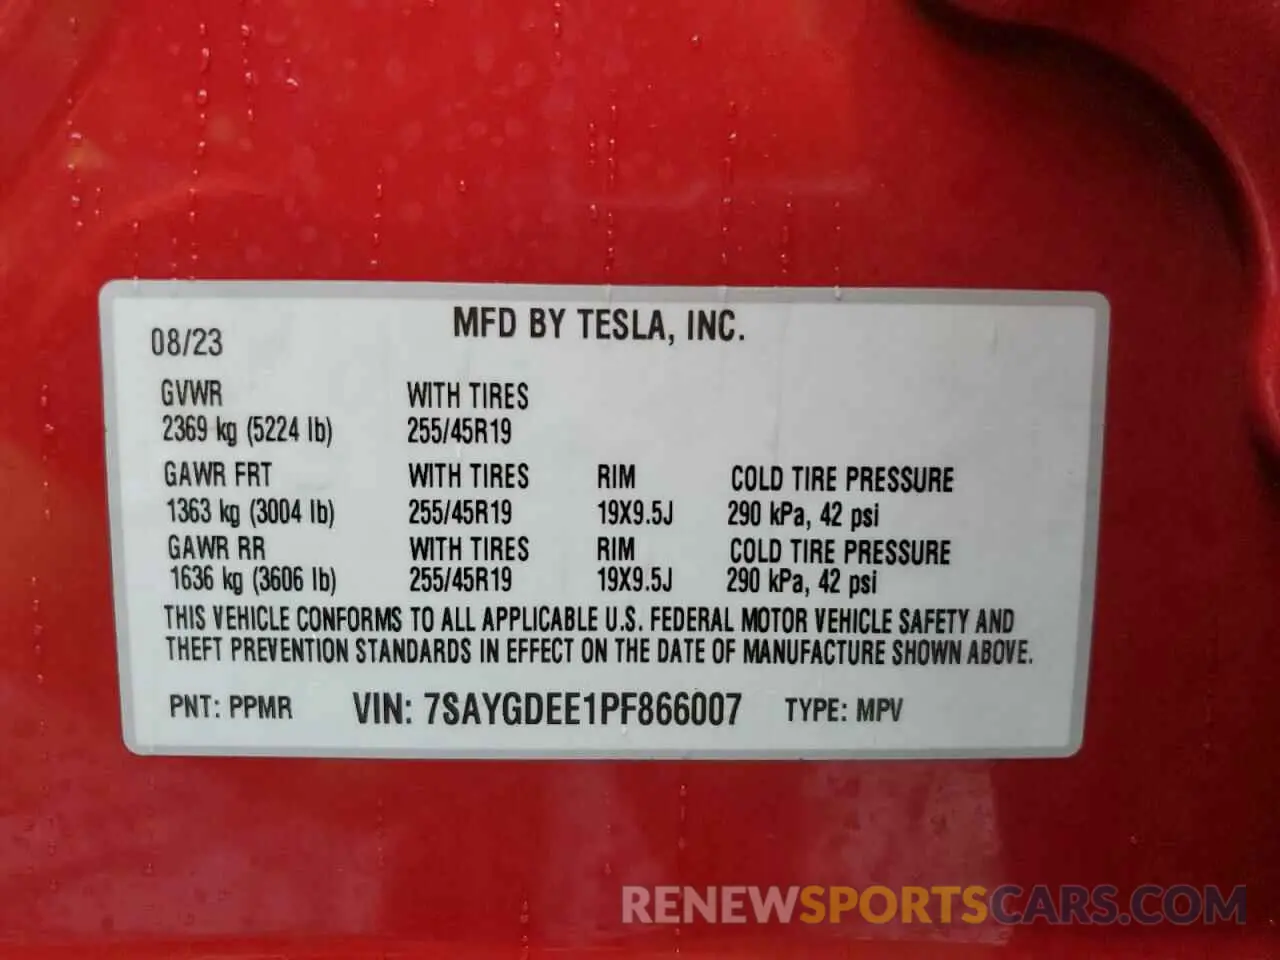 MFD BY TESLA, INC.
08/23
GVWR WITH TIRES
2369 kg (5224 lb) 255/45R19
GAWR FRT WITH TIRES RIM COLD TIRE PRESSURE
1363 kg (3004 lb) 255/45R19 19X9.5J 290 kPa, 42 psi
GAWR RR WITH TIRES RIM COLD TIRE PRESSURE
1636 kg (3606 lb) 255/45R19 19X9.5J 290 kPa, 42 psi
THIS VEHICLE CONFORMS TO ALL APPLICABLE U.S. FEDERAL MOTOR VEHICLE SAFETY AND
THEFT PREVENTION STANDARDS IN EFFECT ON THE DATE OF MANUFACTURE SHOWN ABOVE.
PNT: PPMR VIN: 7SAYGDEE1PF866007 TYPE: MPV
RENEWSPORTSCARS.COM